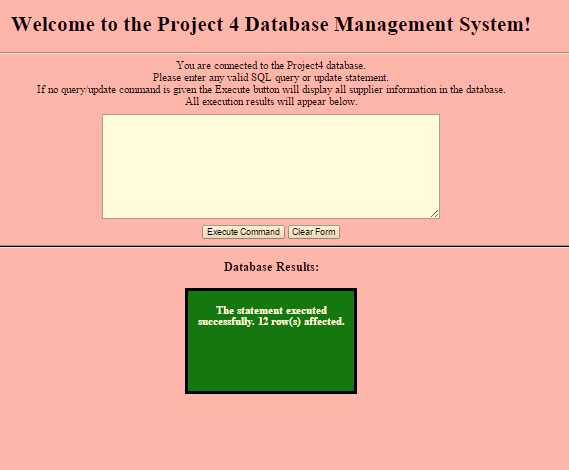 Welcome to the Project 4 Database Management System!
You are connected to the Project4 database.
Please enter any valid SQL query or update statement.
If no query/update command is given the Execute button will display all supplier information in the database.
All execution results will appear below.
Execute Command Clear Form
Database Results:
The statement executed
successfully. 12 row(s) affected.